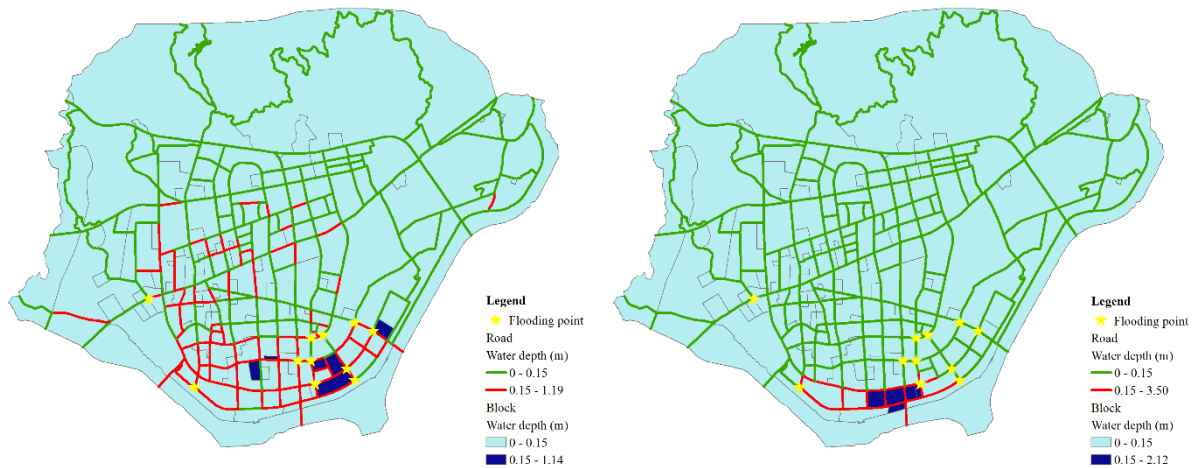 Legend
Flooding point
Road
Water depth (m)
0 - 0.15
0.15 - 1.19
Block
Water depth (m)
0 - 0.15
0.15 - 1.14
Legend
Flooding point
Road
Water depth (m)
0 - 0.15
0.15 - 3.50
Block
Water depth (m)
0 - 0.15
0.15 - 2.12